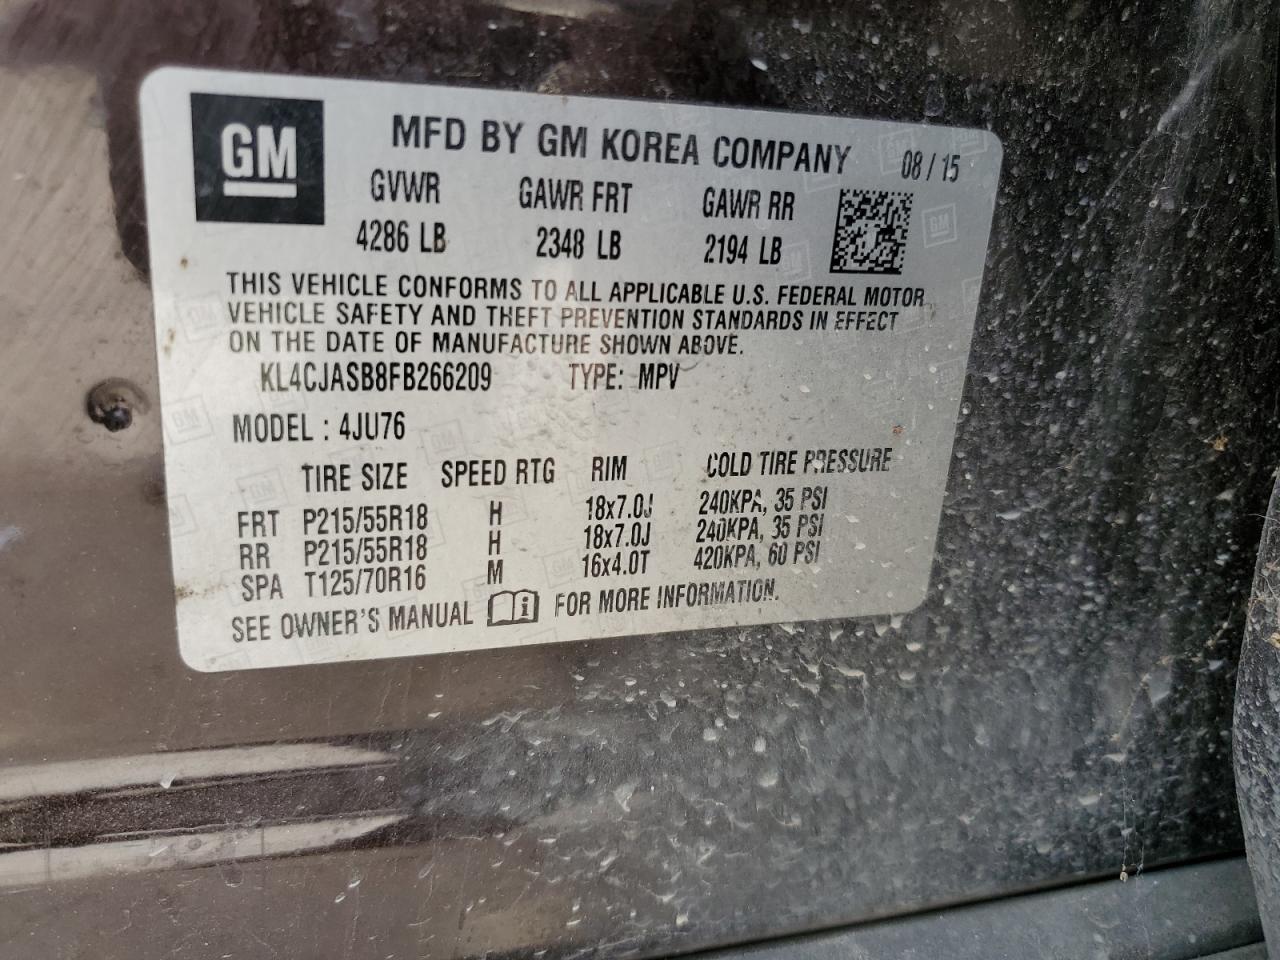 GM MFD BY GM KOREA COMPANY 08 / 15
GVWR GAWR FRT GAWR RR
4286 LB 2348 LB 2194 LB
THIS VEHICLE CONFORMS TO ALL APPLICABLE U.S. FEDERAL MOTOR
VEHICLE SAFETY AND THEFT PREVENTION STANDARDS IN EFFECT
ON THE DATE OF MANUFACTURE SHOWN ABOVE.
KL4CJASB8FB266209 TYPE: MPV
MODEL : 4JU76
TIRE SIZE SPEED RTG RIM COLD TIRE PRESSURE
FRT P215/55R18 H 18x7.0J 240KPA, 35 PSI
RR P215/55R18 H 18x7.0J 240KPA, 35 PSI
SPA T125/70R16 M 16x4.0T 420KPA, 60 PSI
SEE OWNER'S MANUAL FOR MORE INFORMATION.